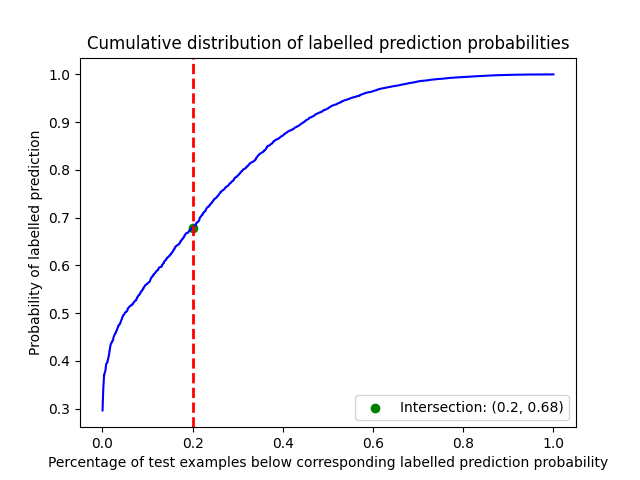 Cumulative distribution of labelled prediction probabilities
Probability of labelled prediction
1.0
0.9
0.8
0.7
0.6
0.5
0.4
0.3
Intersection: (0.2, 0.68)
0.0 0.2 0.4 0.6 0.8 1.0
Percentage of test examples below corresponding labelled prediction probability